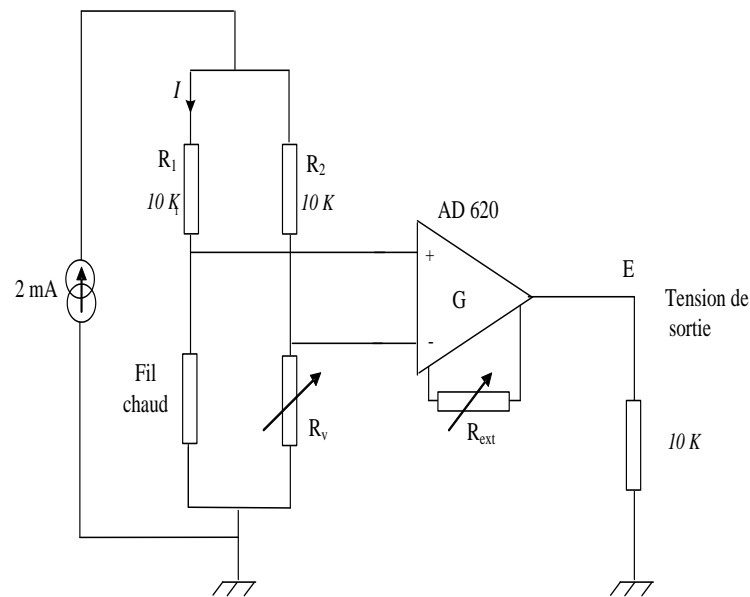 I
R1
R2
10 K
10 K
AD 620
+
G
-
E
Tension de
sortie
2 mA
Fil
chaud
Rv
Rext
10 K